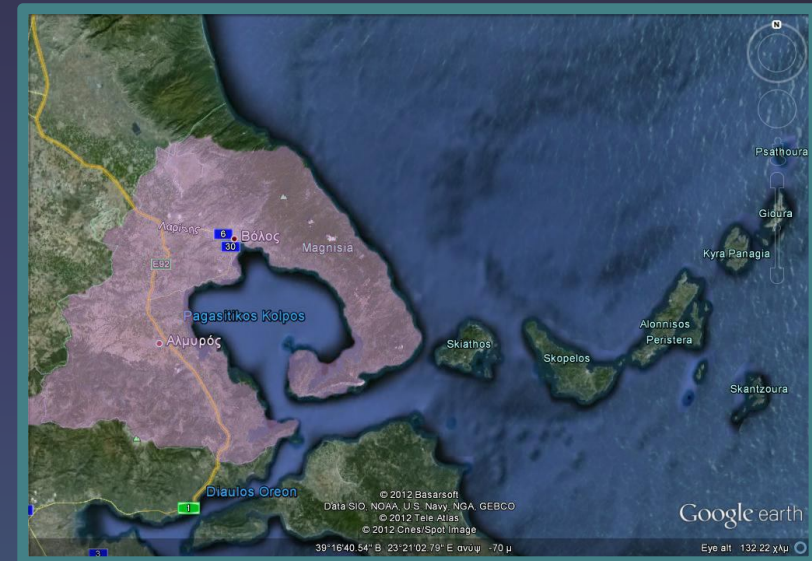 N
Psathoura
Gioura
Kyra Panagia
Λαρίσης
6
Βόλος
30
Magnisia
E92
Pagasitikos Kolpos
Alonnisos
Αλμυρός
Skiathos
Peristera
Skopelos
Skantzoura
Diaulos Oreon
© 2012 Basarsoft
Data SIO, NOAA, U.S. Navy, NGA, GEBCO
© 2012 Tele Atlas
© 2012 Cnes/Spot Image
1
Google earth
3
39°16'40.54" Β 23°21'02.79" Ε ανύψ -70 μ
Eye alt 132.22 χλμ